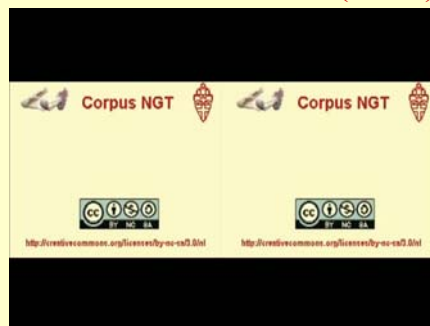 Corpus NGT Corpus NGT
cc BY NC SA cc BY NC SA
http://creativecommons.org/licenses/by-nc-sa/3.0/nl http://creativecommons.org/licenses/by-nc-sa/3.0/nl